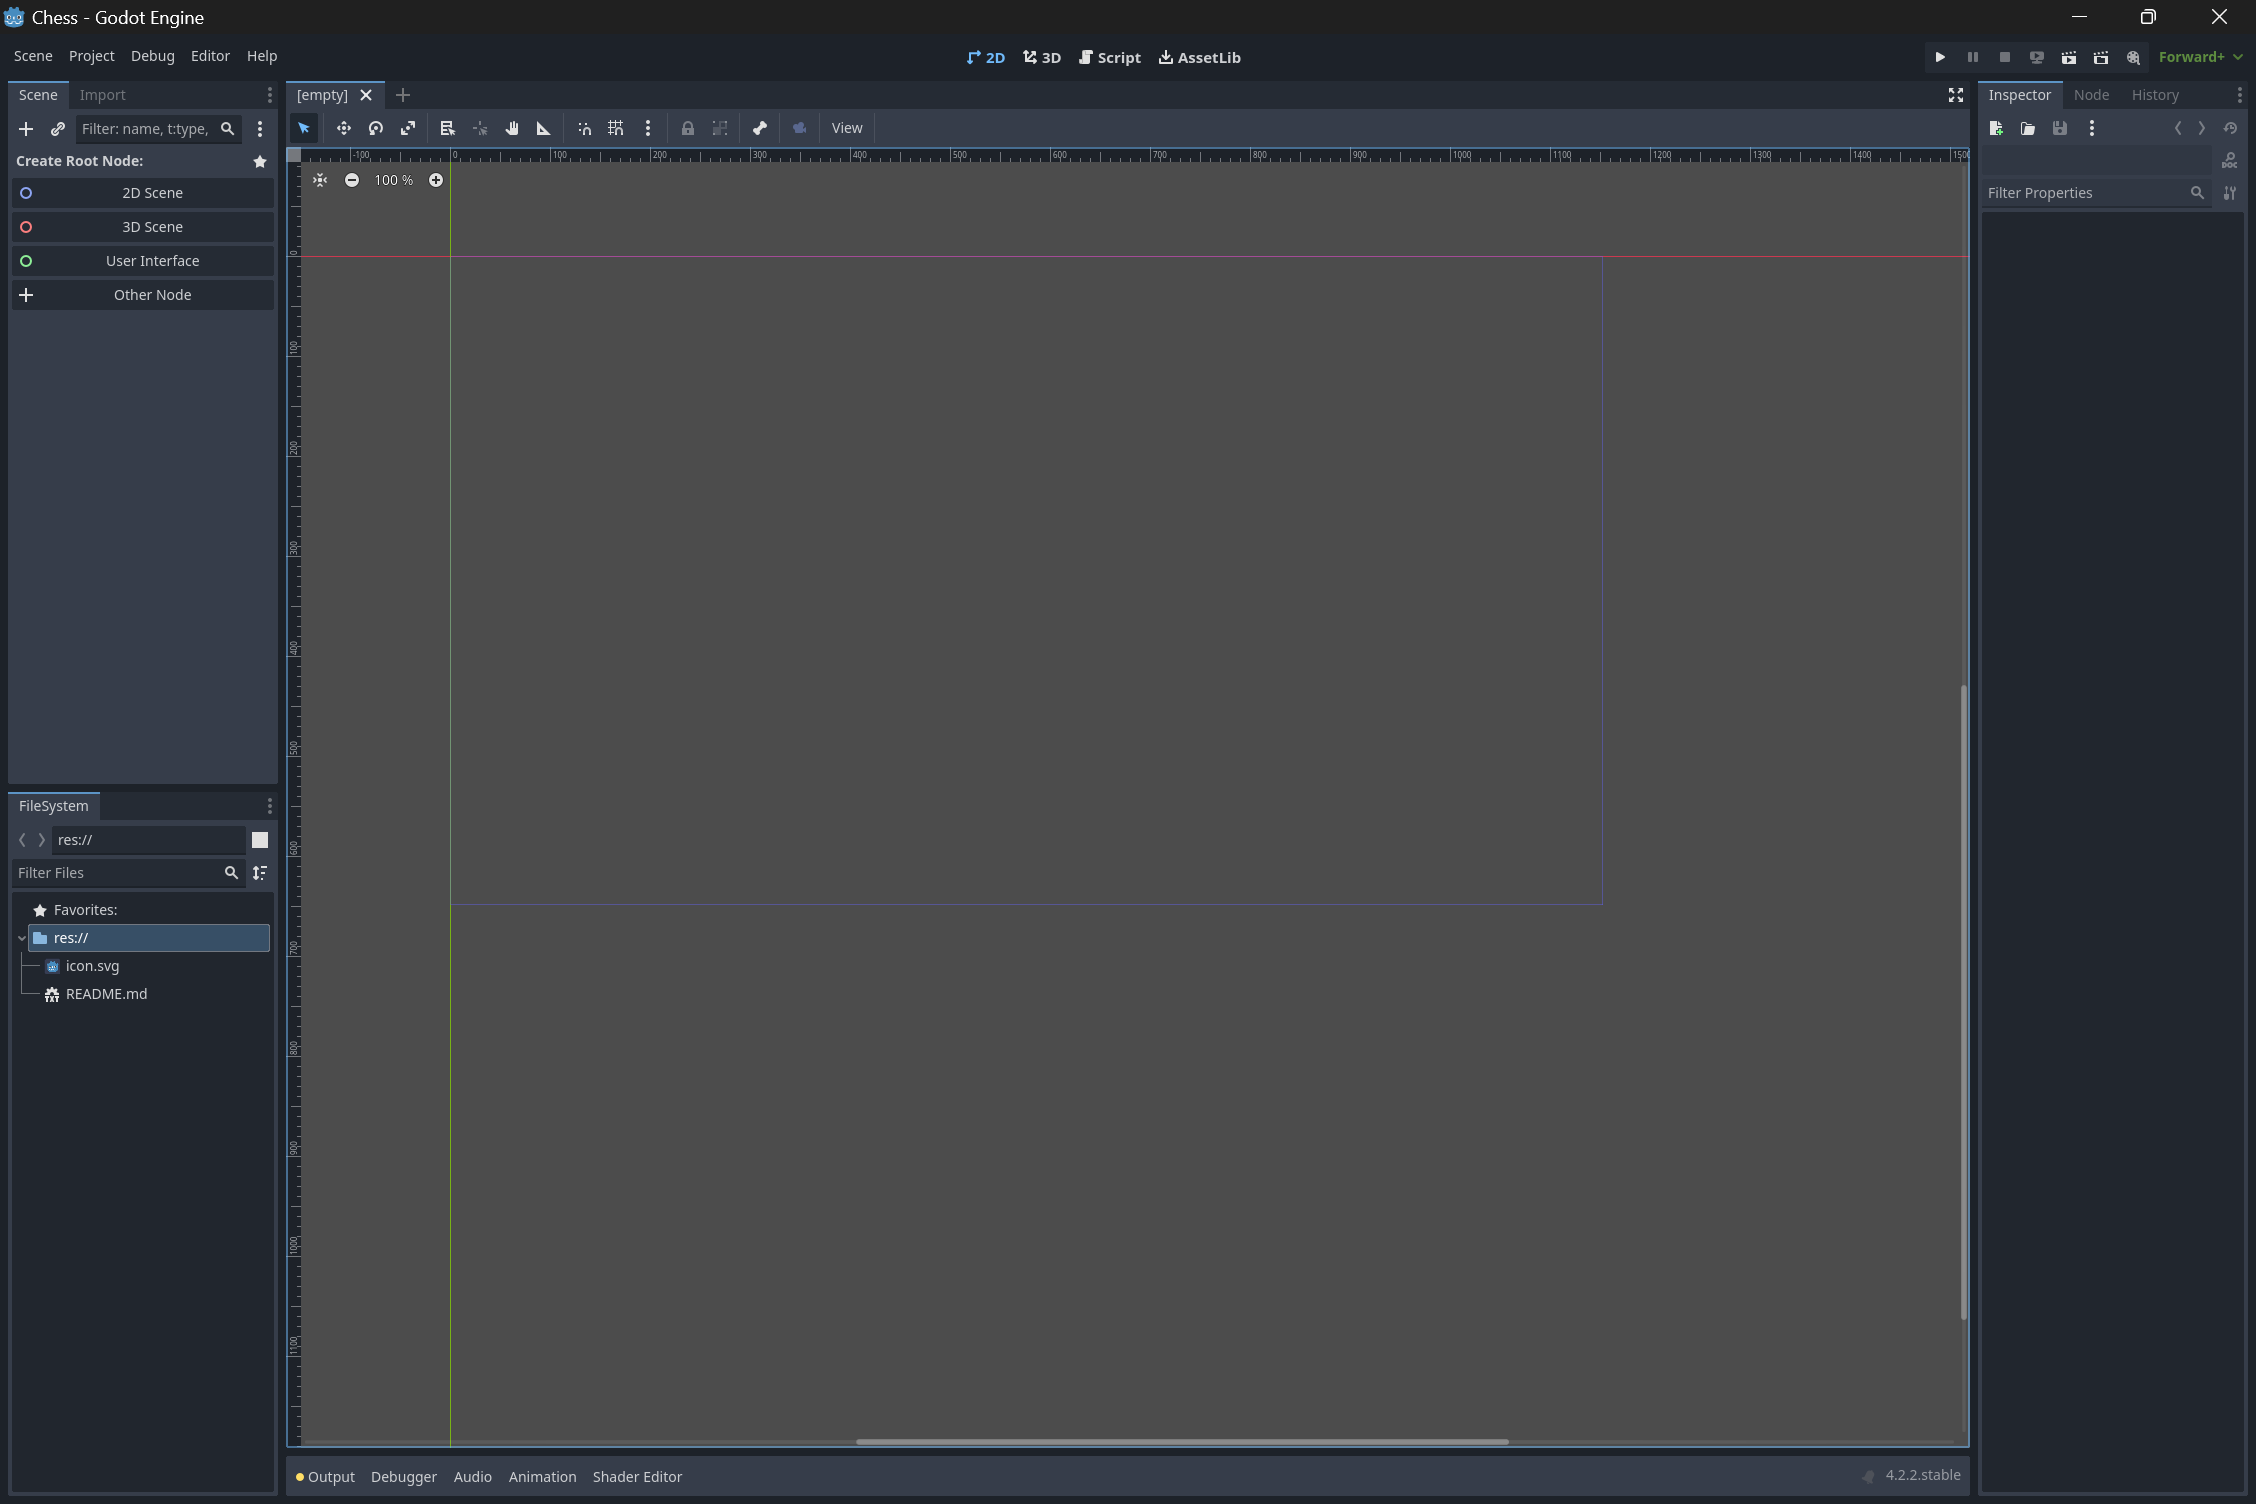 Chess - Godot Engine
Scene Project Debug Editor Help
2D 3D Script AssetLib
Forward+
Scene Import
[empty]
Inspector Node History
Filter: name, t:type,
View
Create Root Node:
-100 0 100 200 300 400 500 600 700 800 900 1000 1100 1200 1300 1400 1500
DOC
100 %
2D Scene
Filter Properties
3D Scene
User Interface
Other Node
0
100
200
300
400
500
600
700
800
900
1000
1100
FileSystem
res://
Filter Files
Favorites:
res://
icon.svg
TXT
README.md
Output Debugger Audio Animation Shader Editor
4.2.2.stable